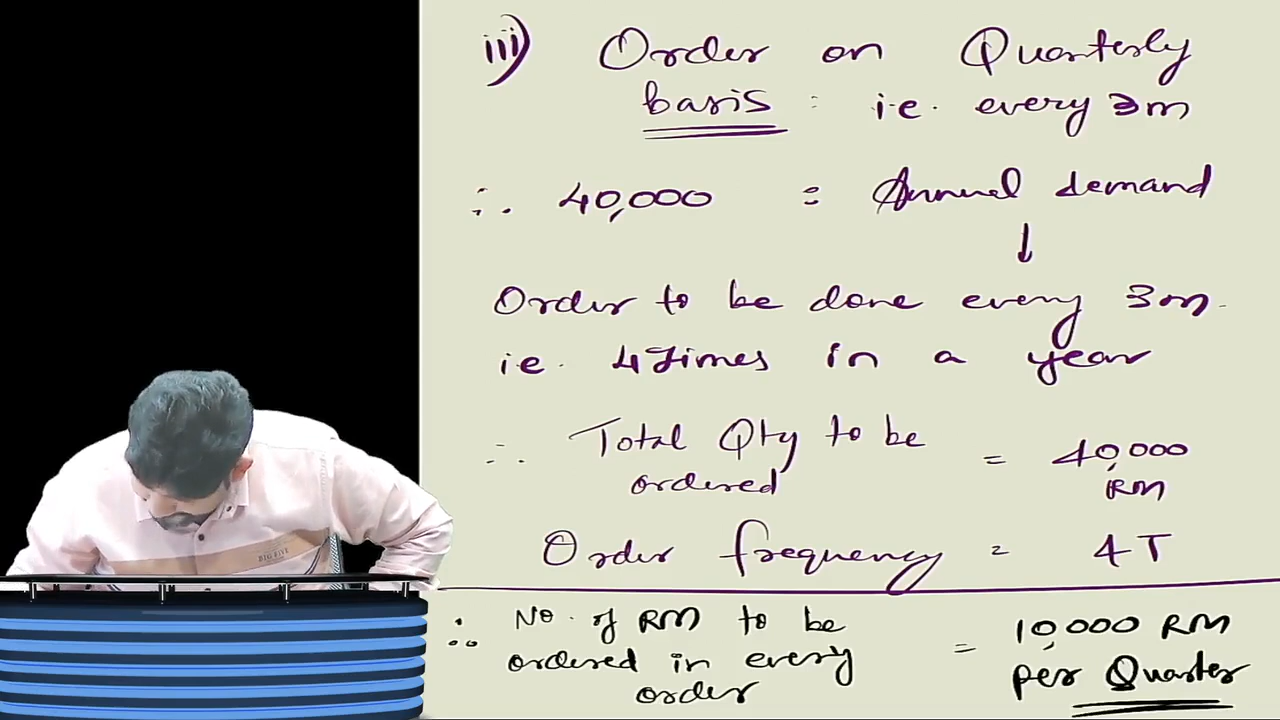 iii) Order on Quarterly
basis : i.e. every 3m
∴ 40,000 = Annual demand
↓
Order to be done every 3m.
i.e. 4 Times in a year
∴ Total Qty to be
ordered = 40,000
RM
Order frequency = 4T
∴ No. of RM to be
ordered in every
order = 10,000 RM
per Quarter
BIG FIVE